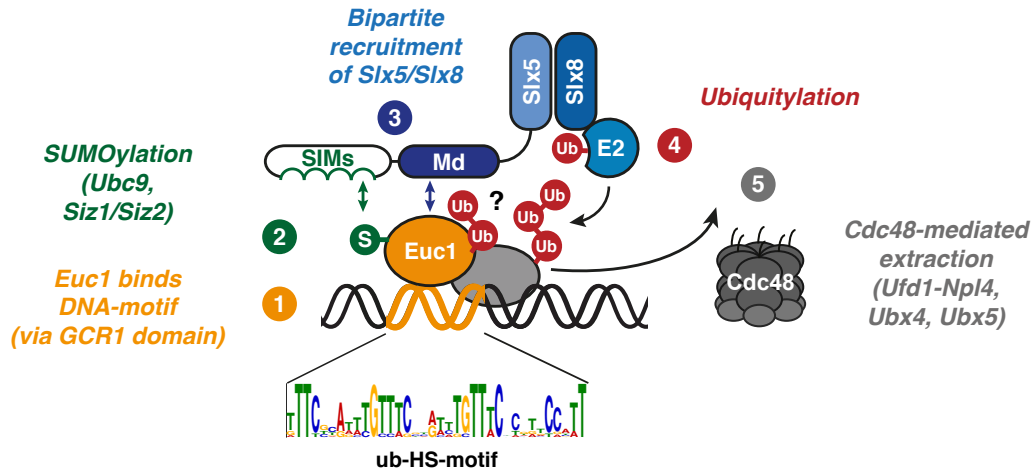 Bipartite
recruitment
of Slx5/Slx8
3
Slx5
Slx8
Ubiquitylation
4
Ub
E2
SUMOylation
(Ubc9,
Siz1/Siz2)
SIMs
Md
2
S
Euc1
Ub
Ub
?
Ub
Ub
5
Cdc48-mediated
extraction
(Ufd1-Npl4,
Ubx4, Ubx5)
Cdc48
Euc1 binds
DNA-motif
(via GCR1 domain)
1
ub-HS-motif